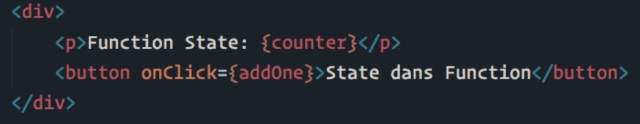 <div>
<p>Function State: {counter}</p>
<button onClick={addOne}>State dans Function</button>
</div>